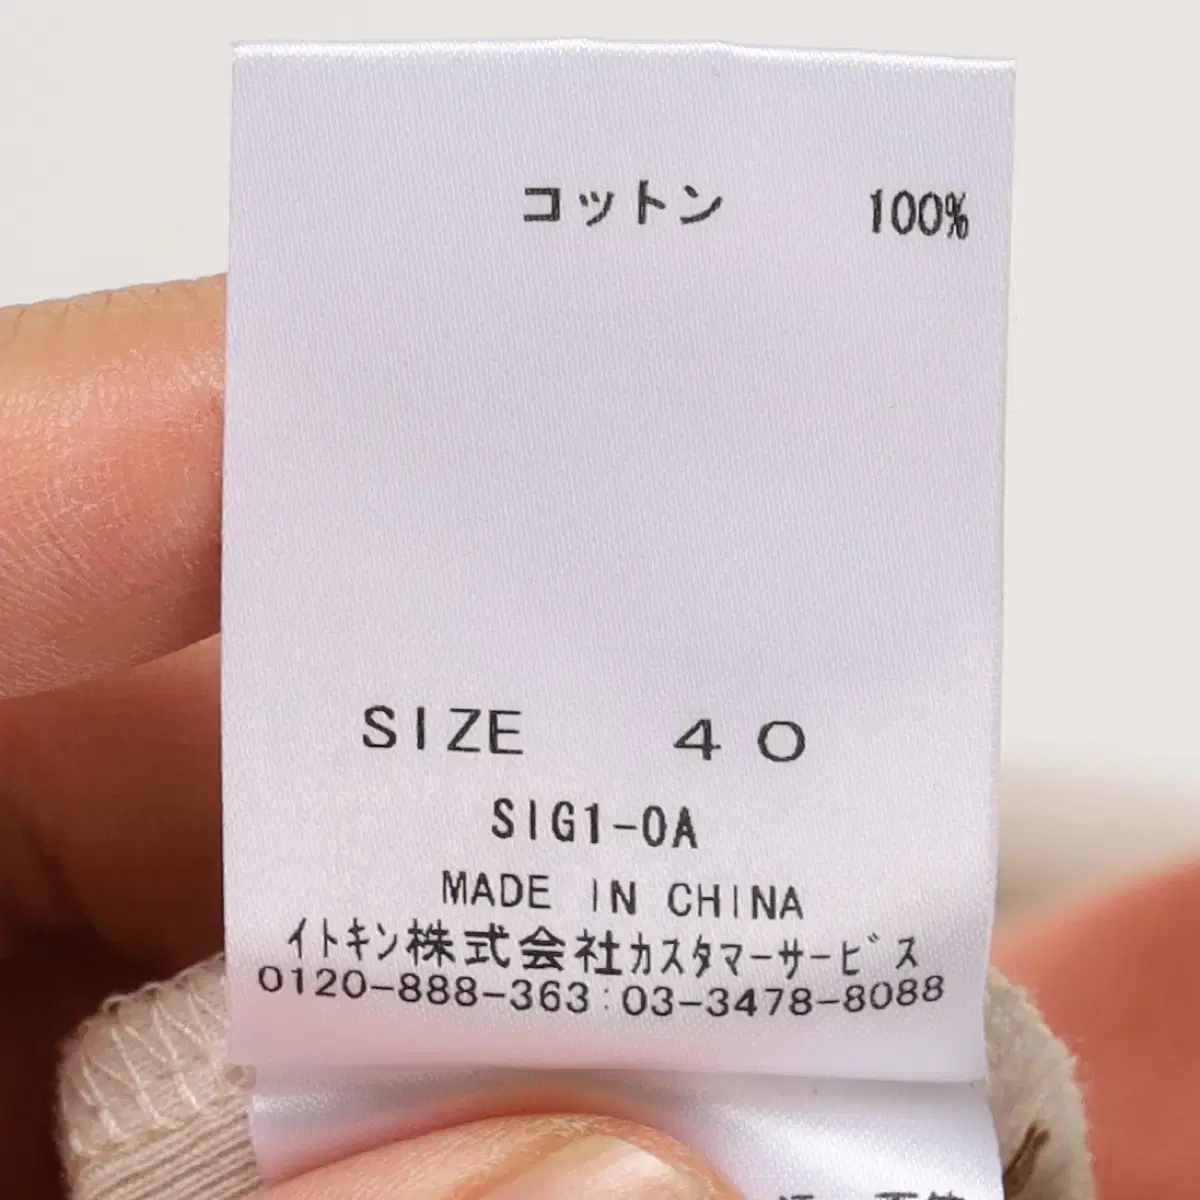 コットン 100%
SIZE 40
SIG1-0A
MADE IN CHINA
イトキン株式会社カスタマーサービス
0120-888-363:03-3478-8088